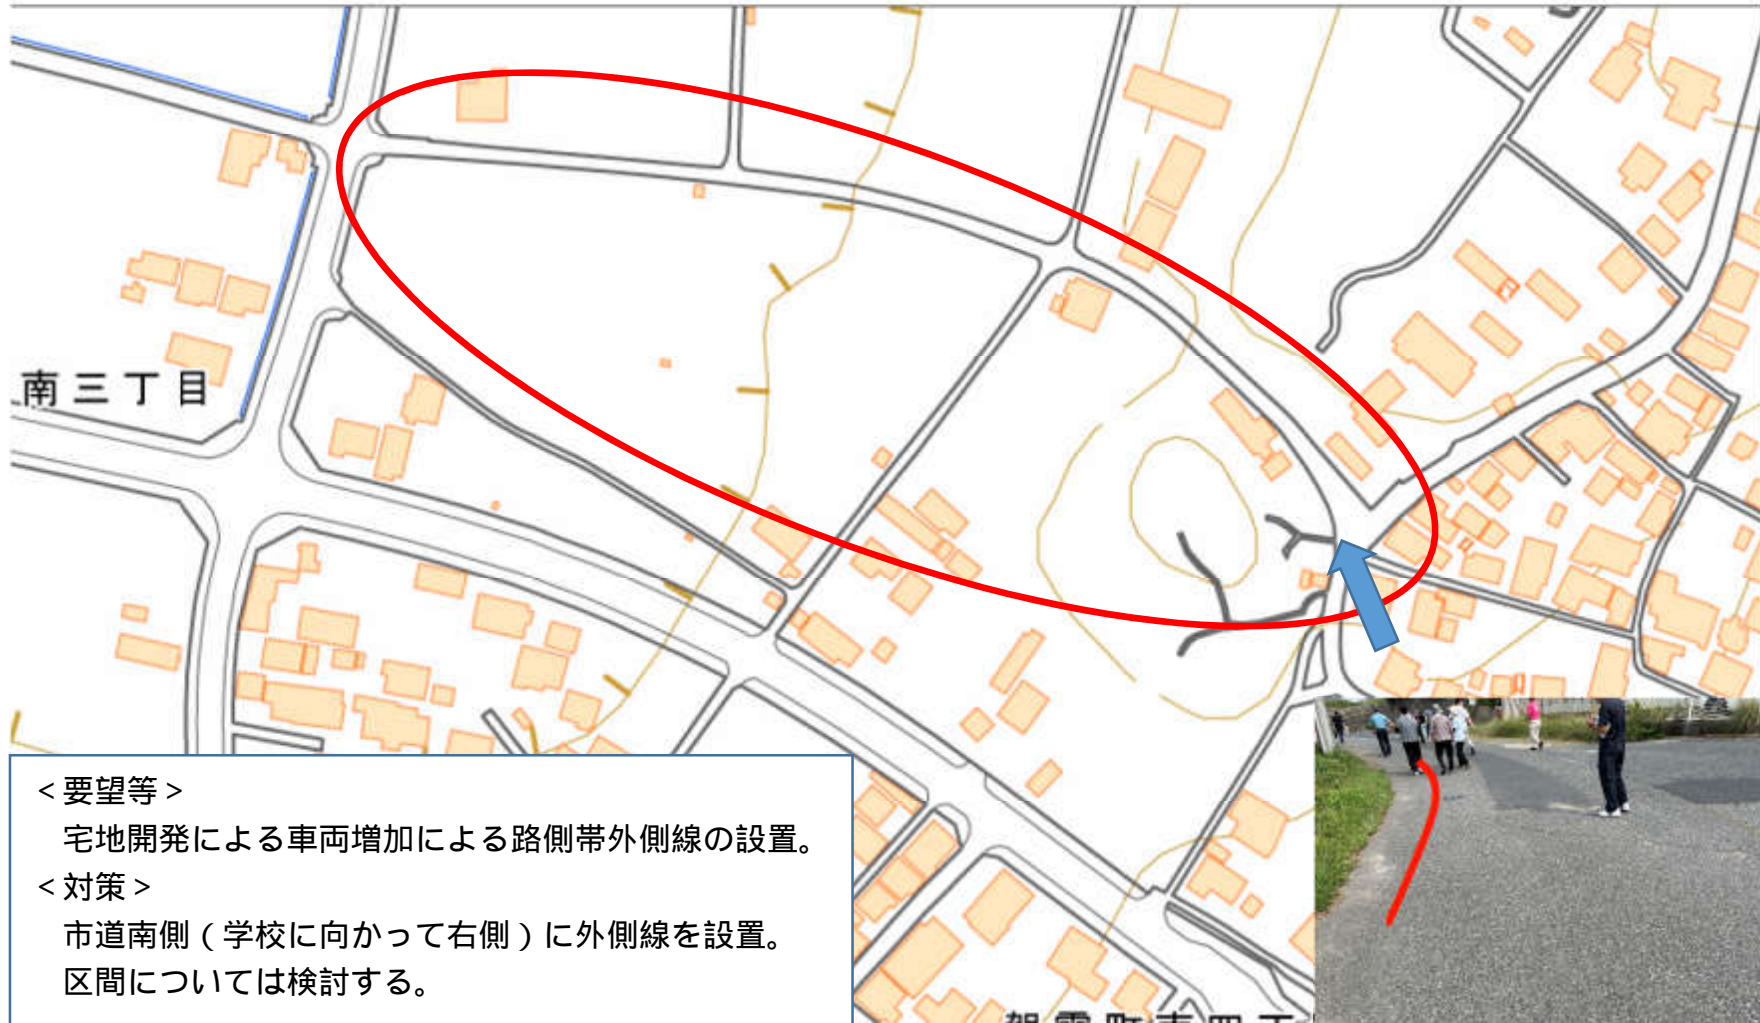 南三丁目
＜要望等＞
宅地開発による車両増加による路側帯外側線の設置。
＜対策＞
市道南側（学校に向かって右側）に外側線を設置。
区間については検討する。